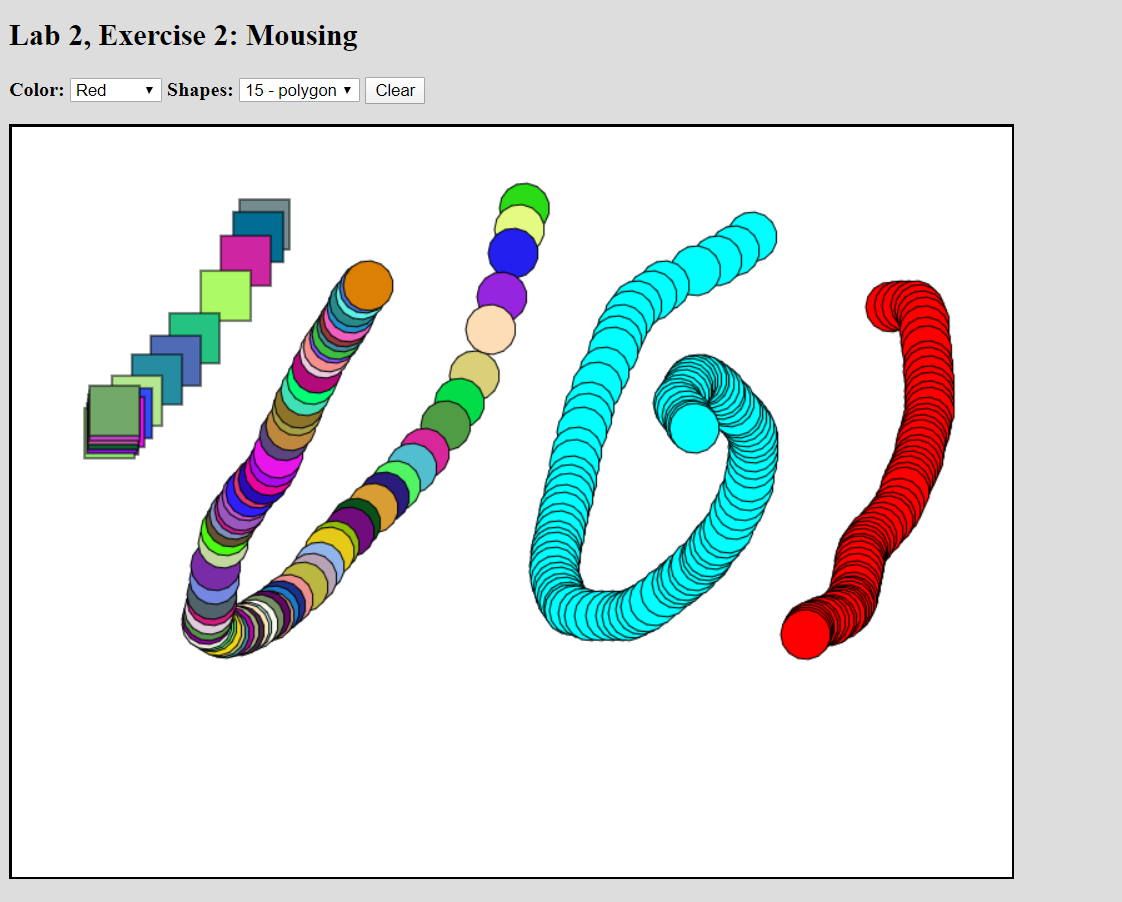 Lab 2, Exercise 2: Mousing
Color: Red Shapes: 15 - polygon Clear